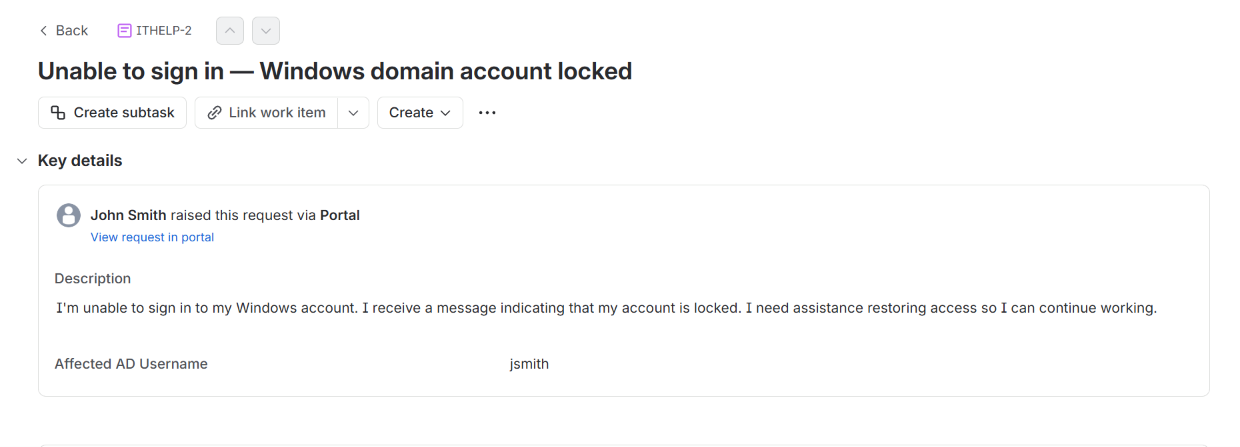 Back ITHELP-2
Unable to sign in — Windows domain account locked
Create subtask Link work item Create
Key details
John Smith raised this request via Portal
View request in portal
Description
I'm unable to sign in to my Windows account. I receive a message indicating that my account is locked. I need assistance restoring access so I can continue working.
Affected AD Username jsmith